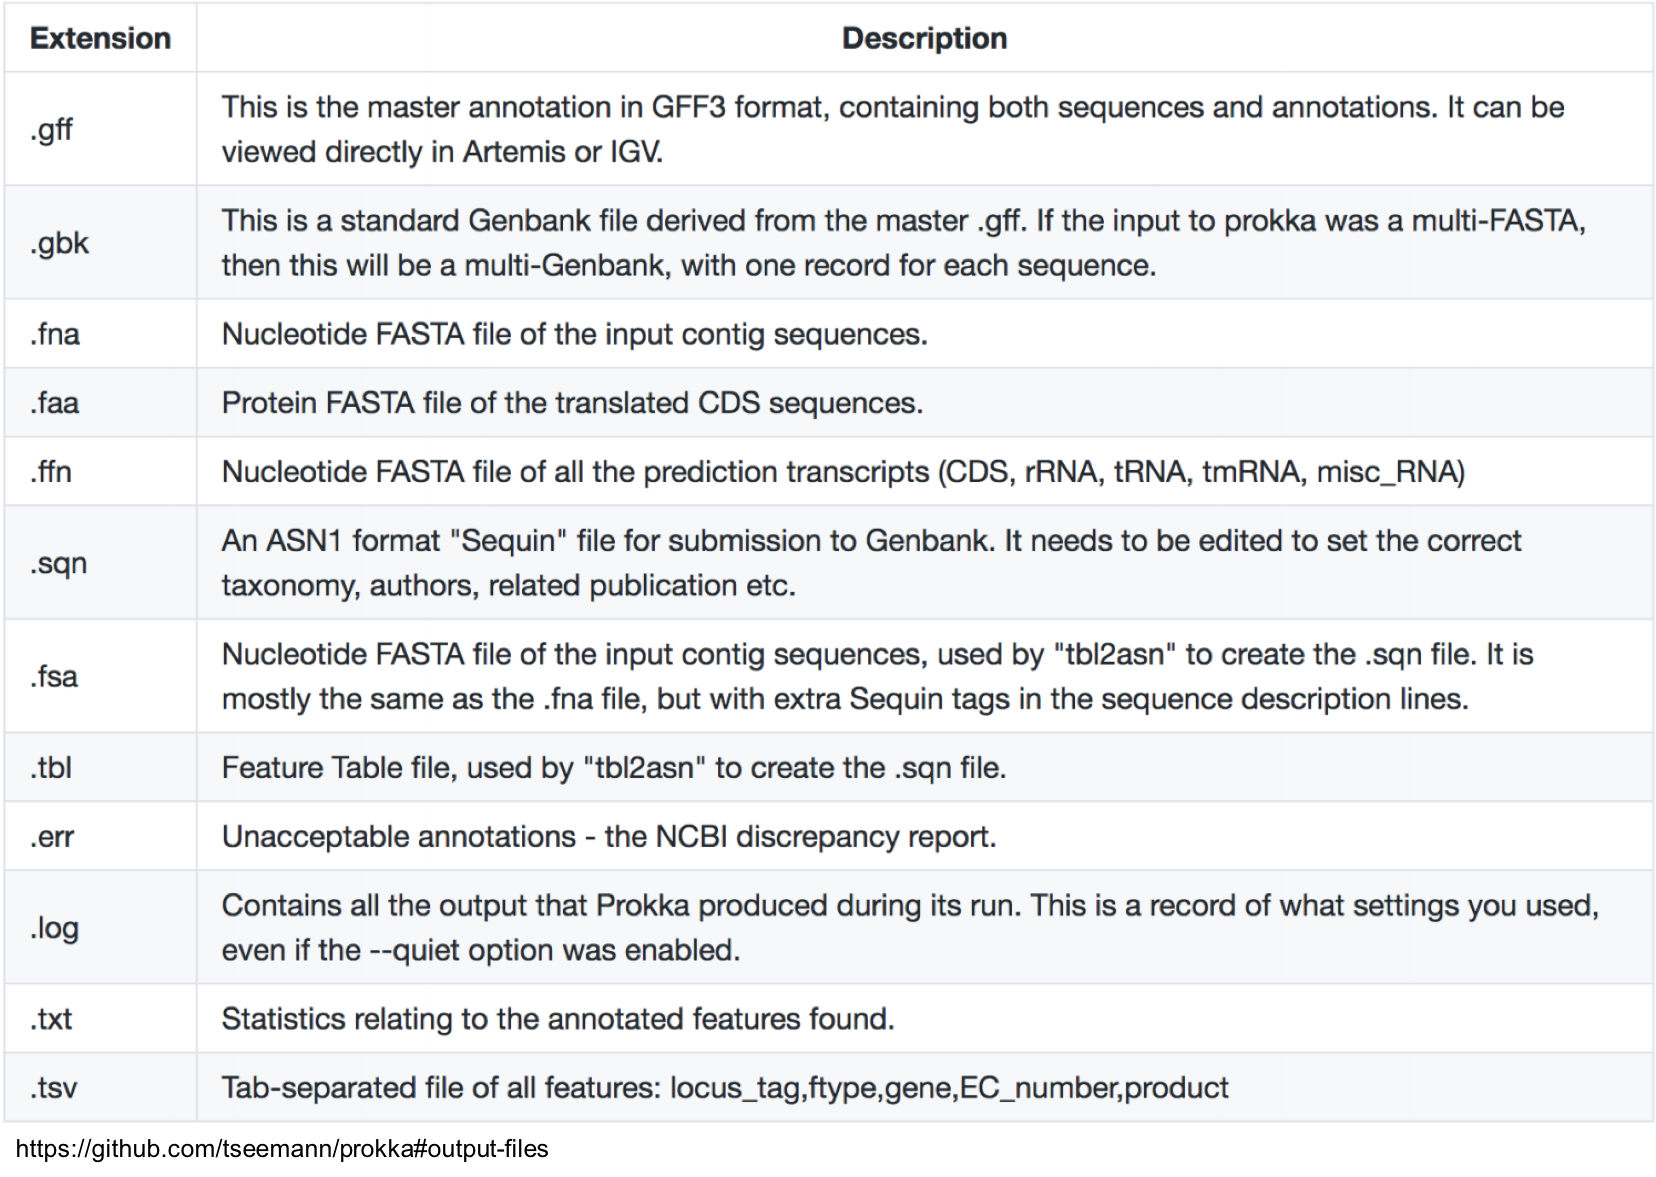 Extension Description
.gff This is the master annotation in GFF3 format, containing both sequences and annotations. It can be
viewed directly in Artemis or IGV.
.gbk This is a standard Genbank file derived from the master .gff. If the input to prokka was a multi-FASTA,
then this will be a multi-Genbank, with one record for each sequence.
.fna Nucleotide FASTA file of the input contig sequences.
.faa Protein FASTA file of the translated CDS sequences.
.ffn Nucleotide FASTA file of all the prediction transcripts (CDS, rRNA, tRNA, tmRNA, misc_RNA)
.sqn An ASN1 format "Sequin" file for submission to Genbank. It needs to be edited to set the correct
taxonomy, authors, related publication etc.
.fsa Nucleotide FASTA file of the input contig sequences, used by "tbl2asn" to create the .sqn file. It is
mostly the same as the .fna file, but with extra Sequin tags in the sequence description lines.
.tbl Feature Table file, used by "tbl2asn" to create the .sqn file.
.err Unacceptable annotations - the NCBI discrepancy report.
.log Contains all the output that Prokka produced during its run. This is a record of what settings you used,
even if the --quiet option was enabled.
.txt Statistics relating to the annotated features found.
.tsv Tab-separated file of all features: locus_tag,ftype,gene,EC_number,product
https://github.com/tseemann/prokka#output-files